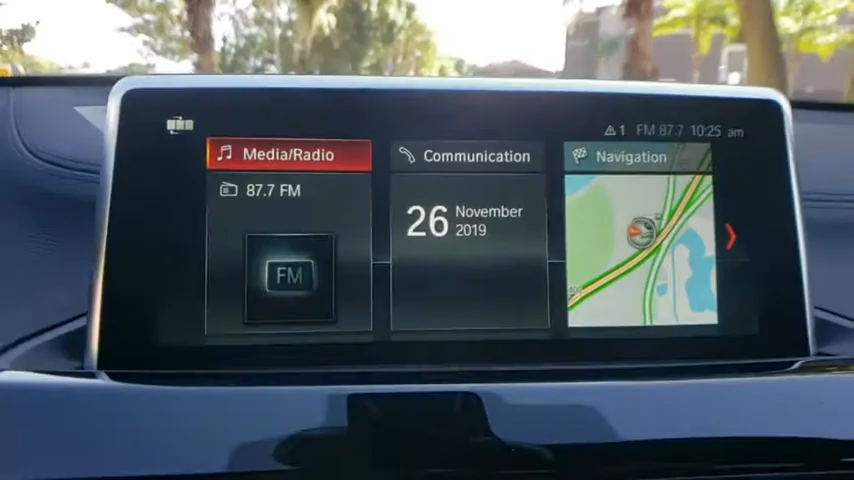 1 FM 87.7 10:25 am
Media/Radio
87.7 FM
FM
Communication
26 November
2019
Navigation